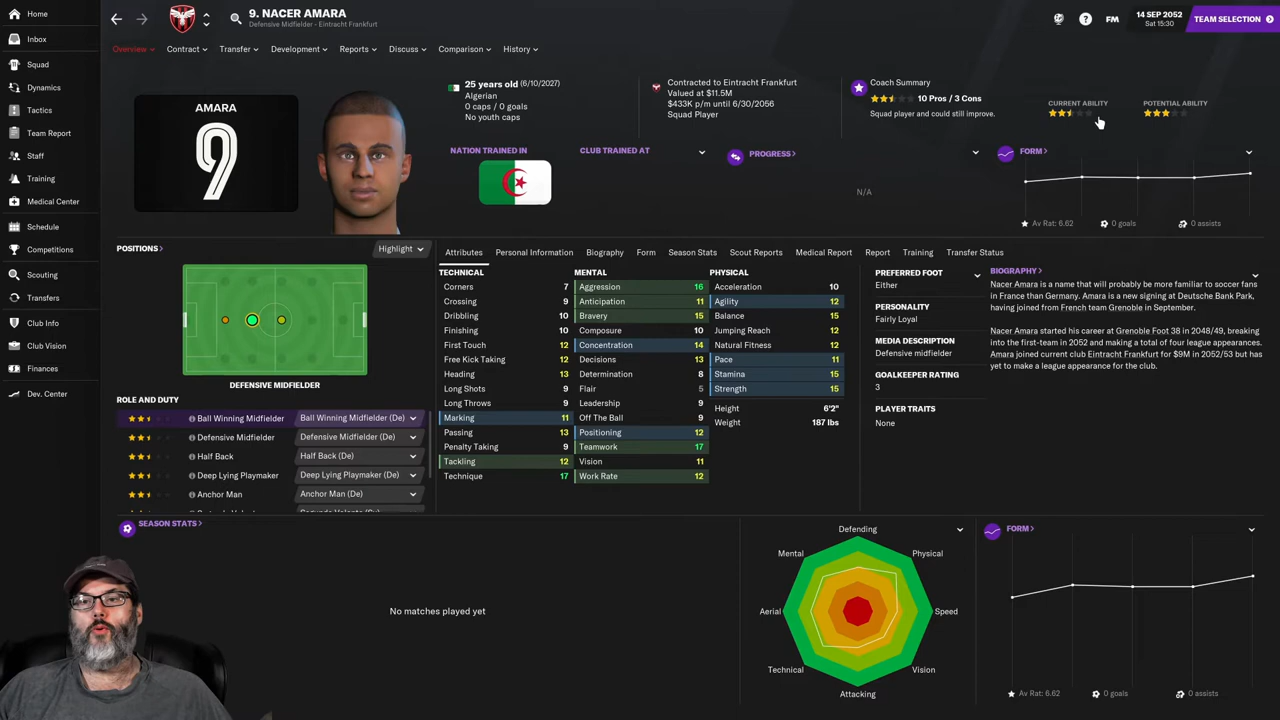 Home
Inbox
Squad
Dynamics
Tactics
Team Report
Staff
Training
Medical Center
Schedule
Competitions
Scouting
Transfers
Club Info
Club Vision
Finances
Dev. Center
9. NACER AMARA
Defensive Midfielder - Eintracht Frankfurt
FM
14 SEP 2052
Sat 15:30
TEAM SELECTION
Overview
Contract
Transfer
Development
Reports
Discuss
Comparison
History
AMARA
9
25 years old (6/10/2027)
Algerian
0 caps / 0 goals
No youth caps
Contracted to Eintracht Frankfurt
Valued at $11.5M
$433K p/m until 6/30/2056
Squad Player
Coach Summary
10 Pros / 3 Cons
Squad player and could still improve.
CURRENT ABILITY
POTENTIAL ABILITY
NATION TRAINED IN
CLUB TRAINED AT
PROGRESS
N/A
FORM
Av Rat: 6.62
0 goals
0 assists
POSITIONS
Highlight
DEFENSIVE MIDFIELDER
ROLE AND DUTY
Ball Winning Midfielder Ball Winning Midfielder (De)
Defensive Midfielder Defensive Midfielder (De)
Half Back Half Back (De)
Deep Lying Playmaker Deep Lying Playmaker (De)
Anchor Man Anchor Man (De)
Attributes
Personal Information
Biography
Form
Season Stats
Scout Reports
Medical Report
Report
Training
Transfer Status
TECHNICAL
Corners 7
Crossing 9
Dribbling 10
Finishing 10
First Touch 12
Free Kick Taking 12
Heading 13
Long Shots 9
Long Throws 9
Marking 11
Passing 13
Penalty Taking 9
Tackling 12
Technique 17
MENTAL
Aggression 16
Anticipation 11
Bravery 15
Composure 10
Concentration 14
Decisions 13
Determination 8
Flair 5
Leadership 9
Off The Ball 9
Positioning 12
Teamwork 17
Vision 11
Work Rate 12
PHYSICAL
Acceleration 10
Agility 12
Balance 15
Jumping Reach 12
Natural Fitness 12
Pace 11
Stamina 15
Strength 15
Height 6'2"
Weight 187 lbs
PREFERRED FOOT
Either
PERSONALITY
Fairly Loyal
MEDIA DESCRIPTION
Defensive midfielder
GOALKEEPER RATING
3
PLAYER TRAITS
None
BIOGRAPHY
Nacer Amara is a name that will probably be more familiar to soccer fans
in France than Germany. Amara is a new signing at Deutsche Bank Park,
having joined from French team Grenoble in September.
Nacer Amara started his career at Grenoble Foot 38 in 2048/49, breaking
into the first-team in 2052 and making a total of four league appearances.
Amara joined current club Eintracht Frankfurt for $9M in 2052/53 but has
yet to make a league appearance for the club.
SEASON STATS
No matches played yet
Defending
Physical
Speed
Vision
Attacking
Technical
Aerial
Mental
FORM
Av Rat: 6.62
0 goals
0 assists